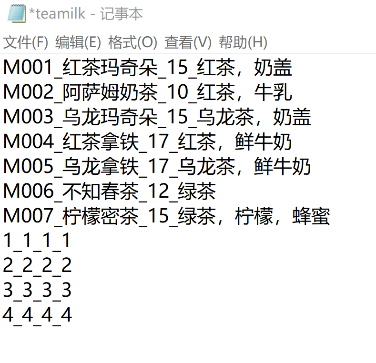 *teamilk - 记事本
文件(F) 编辑(E) 格式(O) 查看(V) 帮助(H)
M001_红茶玛奇朵_15_红茶，奶盖
M002_阿萨姆奶茶_10_红茶，牛乳
M003_乌龙玛奇朵_15_乌龙茶，奶盖
M004_红茶拿铁_17_红茶，鲜牛奶
M005_乌龙拿铁_17_乌龙茶，鲜牛奶
M006_不知春茶_12_绿茶
M007_柠檬密茶_15_绿茶，柠檬，蜂蜜
1_1_1_1
2_2_2_2
3_3_3_3
4_4_4_4